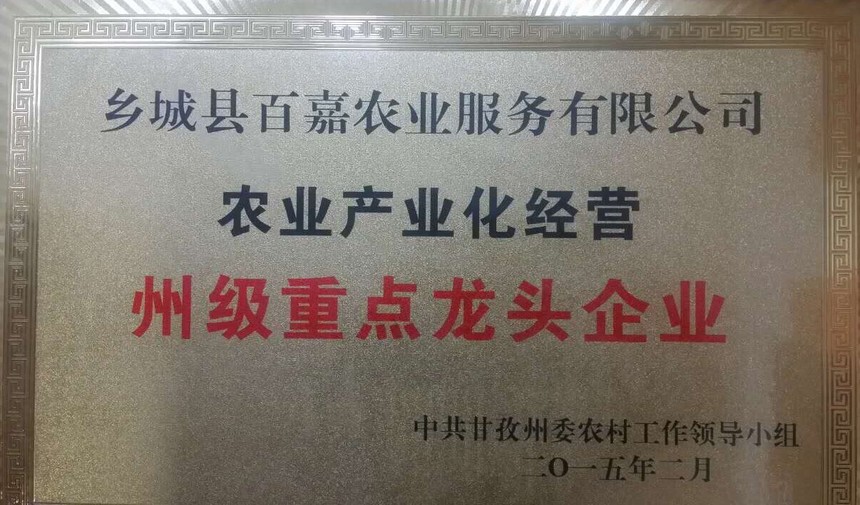 乡城县百嘉农业服务有限公司
农业产业化经营
州级重点龙头企业
中共甘孜州委农村工作领导小组
二〇一五年二月